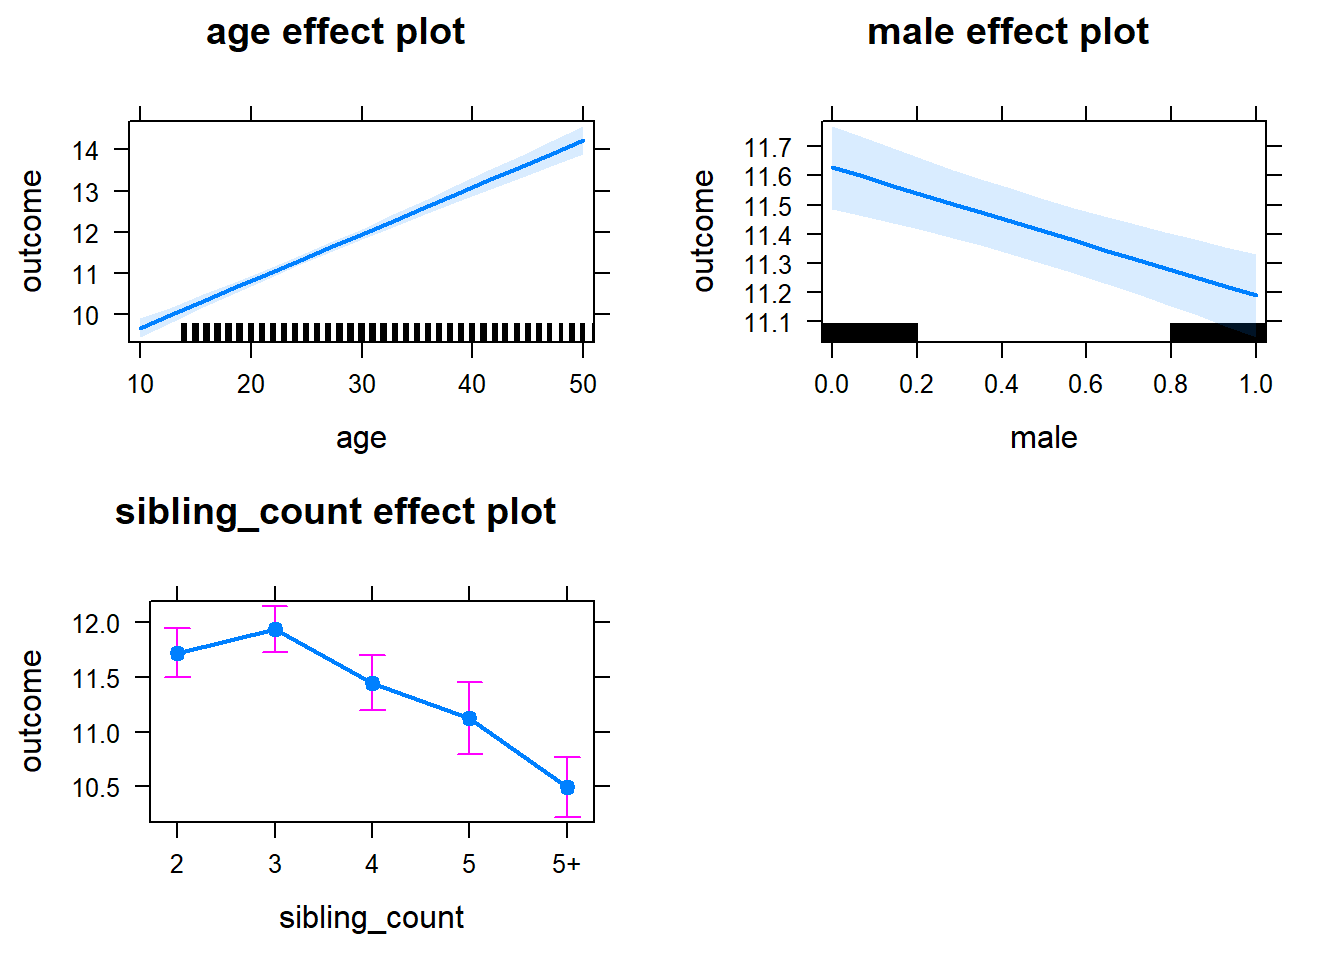 age effect plot
outcome
14
13
12
11
10
10 20 30 40 50
age
male effect plot
outcome
11.7
11.6
11.5
11.4
11.3
11.2
11.1
0.0 0.2 0.4 0.6 0.8 1.0
male
sibling_count effect plot
outcome
12.0
11.5
11.0
10.5
2 3 4 5 5+
sibling_count